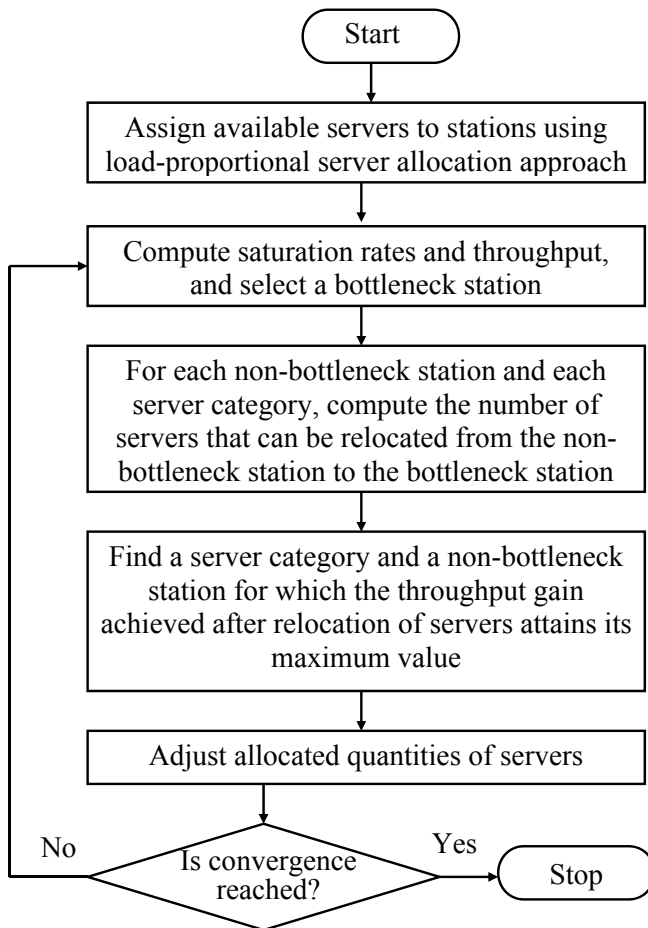 Start
Assign available servers to stations using
load-proportional server allocation approach
Compute saturation rates and throughput,
and select a bottleneck station
For each non-bottleneck station and each
server category, compute the number of
servers that can be relocated from the non-
bottleneck station to the bottleneck station
Find a server category and a non-bottleneck
station for which the throughput gain
achieved after relocation of servers attains its
maximum value
Adjust allocated quantities of servers
No
Is convergence
reached?
Yes
Stop